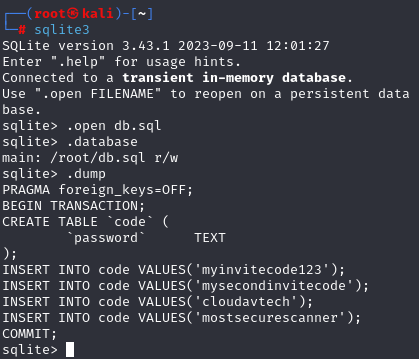 ┌──(root㉿kali)-[~]
└─# sqlite3
SQLite version 3.43.1 2023-09-11 12:01:27
Enter ".help" for usage hints.
Connected to a transient in-memory database.
Use ".open FILENAME" to reopen on a persistent data
base.
sqlite> .open db.sql
sqlite> .database
main: /root/db.sql r/w
sqlite> .dump
PRAGMA foreign_keys=OFF;
BEGIN TRANSACTION;
CREATE TABLE `code` (
        `password`      TEXT
);
INSERT INTO code VALUES('myinvitecode123');
INSERT INTO code VALUES('mysecondinvitecode');
INSERT INTO code VALUES('cloudavtech');
INSERT INTO code VALUES('mostsecurescanner');
COMMIT;
sqlite>